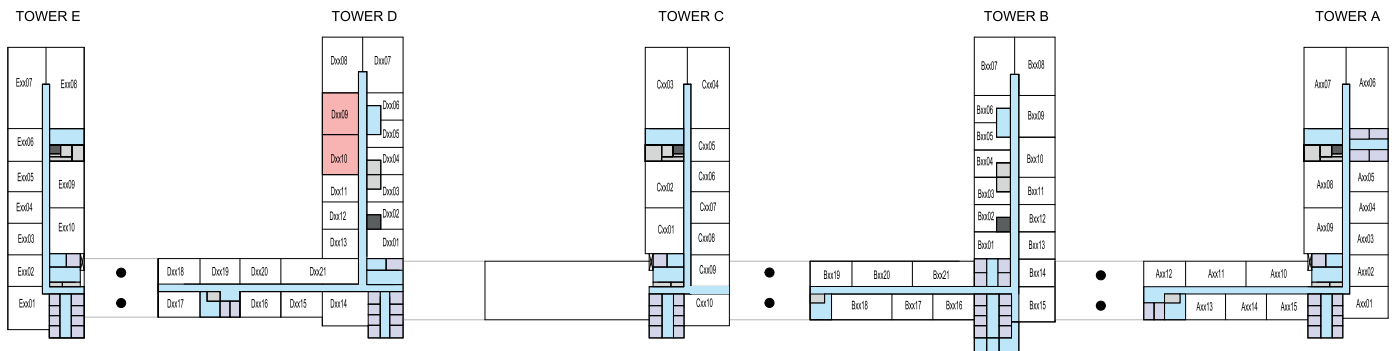 TOWER E
TOWER D
TOWER C
TOWER B
TOWER A
Exx07
Exx08
Exx06
Exx05
Exx09
Exx04
Exx10
Exx03
Exx02
Exx01
Dxx08
Dxx07
Dxx09
Dxx06
Dxx05
Dxx10
Dxx04
Dxx11
Dxx03
Dxx12
Dxx02
Dxx13
Dxx01
Dxx18
Dxx19
Dxx20
Dxx21
Dxx17
Dxx16
Dxx15
Dxx14
Cxx03
Cxx04
Cxx05
Cxx02
Cxx06
Cxx07
Cxx01
Cxx08
Cxx09
Cxx10
Bxx07
Bxx08
Bxx06
Bxx09
Bxx05
Bxx04
Bxx10
Bxx03
Bxx11
Bxx02
Bxx12
Bxx01
Bxx13
Bxx19
Bxx20
Bxx21
Bxx14
Bxx18
Bxx17
Bxx16
Bxx15
Axx07
Axx06
Axx05
Axx08
Axx04
Axx09
Axx03
Axx12
Axx11
Axx10
Axx02
Axx13
Axx14
Axx15
Axx01